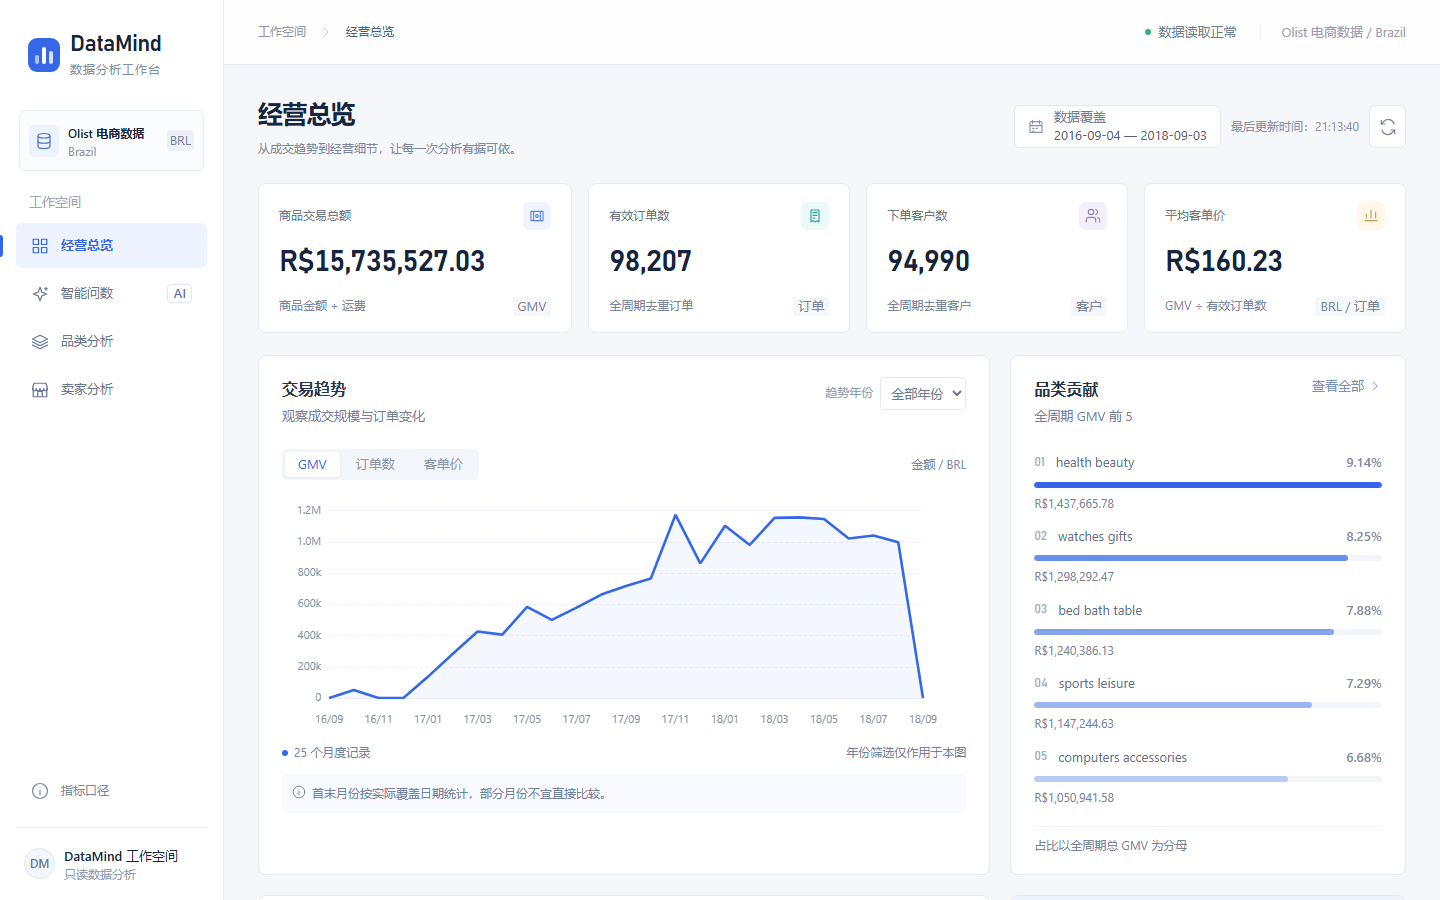 DataMind
数据分析工作台
Olist 电商数据
Brazil
BRL
工作空间
经营总览
智能问数
AI
品类分析
卖家分析
指标口径
DM
DataMind 工作空间
只读数据分析
工作空间
经营总览
数据读取正常
Olist 电商数据 / Brazil
经营总览
从成交趋势到经营细节，让每一次分析有据可依。
数据覆盖
2016-09-04 — 2018-09-03
最后更新时间：21:13:40
商品交易总额
R$15,735,527.03
商品金额 + 运费
GMV
有效订单数
98,207
全周期去重订单
订单
下单客户数
94,990
全周期去重客户
客户
平均客单价
R$160.23
GMV ÷ 有效订单数
BRL / 订单
交易趋势
观察成交规模与订单变化
趋势年份
全部年份
GMV
订单数
客单价
金额 / BRL
1.2M
1.0M
800k
600k
400k
200k
0
16/09
16/11
17/01
17/03
17/05
17/07
17/09
17/11
18/01
18/03
18/05
18/07
18/09
25 个月度记录
年份筛选仅作用于本图
首末月份按实际覆盖日期统计，部分月份不宜直接比较。
品类贡献
查看全部
全周期 GMV 前 5
01 health beauty 9.14%
R$1,437,665.78
02 watches gifts 8.25%
R$1,298,292.47
03 bed bath table 7.88%
R$1,240,386.13
04 sports leisure 7.29%
R$1,147,244.63
05 computers accessories 6.68%
R$1,050,941.58
占比以全周期总 GMV 为分母